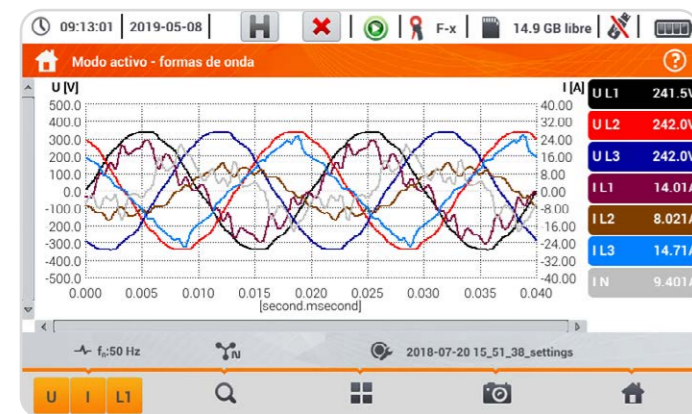 09:13:01 2019-05-08 H F-x 14.9 GB libre
Modo activo - formas de onda ?
U [V] I [A]
500.0 40.00
400.0 32.00
300.0 24.00
200.0 16.00
100.0 8.00
0.0 0.00
-100.0 -8.00
-200.0 -16.00
-300.0 -24.00
-400.0 -32.00
-500.0 -40.00
0.000 0.005 0.010 0.015 0.020 0.025 0.030 0.035 0.040
[second.msecond]
U L1 241.5V
U L2 242.0V
U L3 242.0V
I L1 14.01A
I L2 8.021A
I L3 14.71A
I N 9.401A
fₙ:50 Hz N 2018-07-20 15_51_38_settings
U I L1